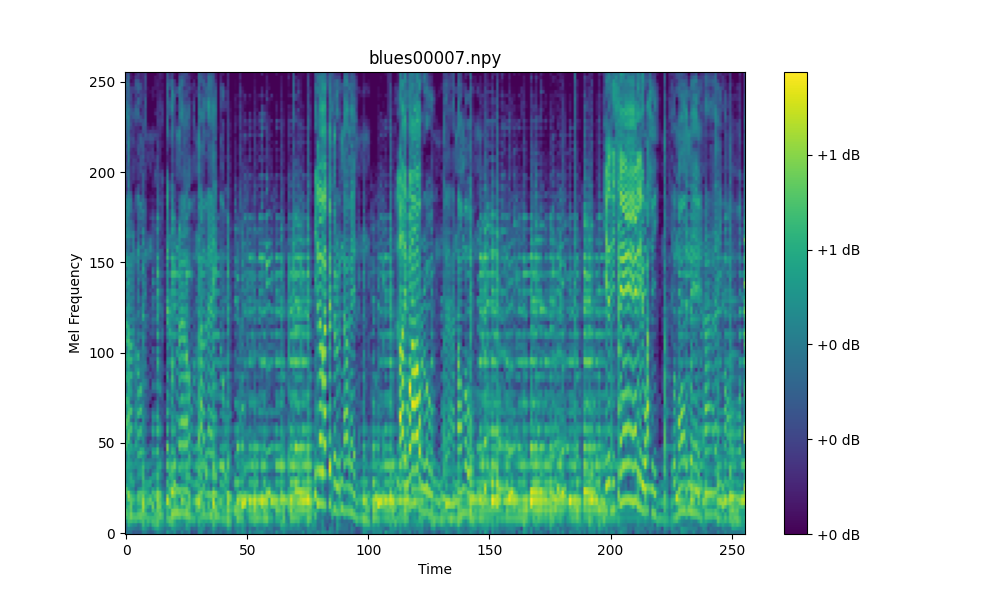 blues00007.npy
250
200
150
100
50
0
Mel Frequency
0 50 100 150 200 250
Time
+1 dB
+1 dB
+0 dB
+0 dB
+0 dB